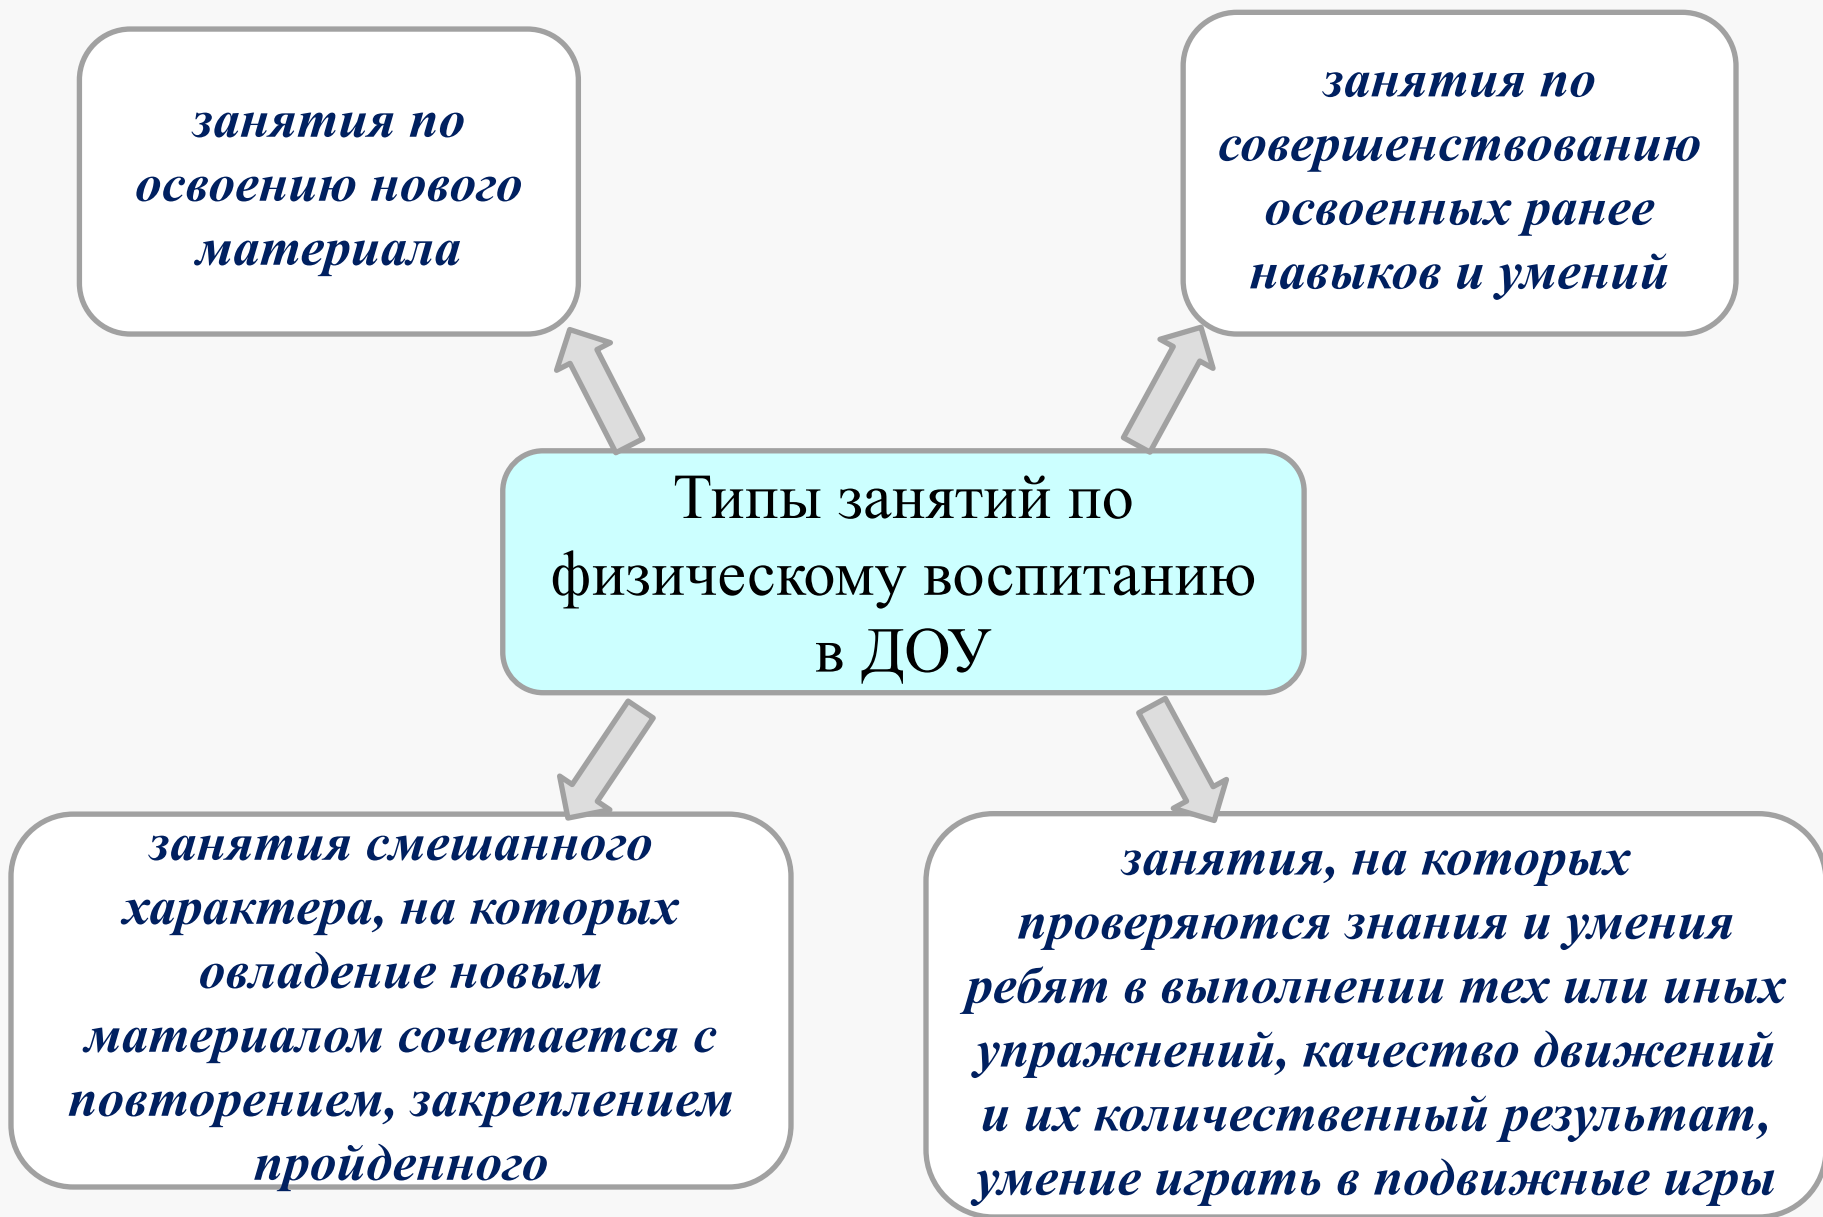 занятия по
освоению нового
материала
занятия по
совершенствованию
освоенных ранее
навыков и умений
Типы занятий по
физическому воспитанию
в ДОУ
занятия смешанного
характера, на которых
овладение новым
материалом сочетается с
повторением, закреплением
пройденного
занятия, на которых
проверяются знания и умения
ребят в выполнении тех или иных
упражнений, качество движений
и их количественный результат,
умение играть в подвижные игры